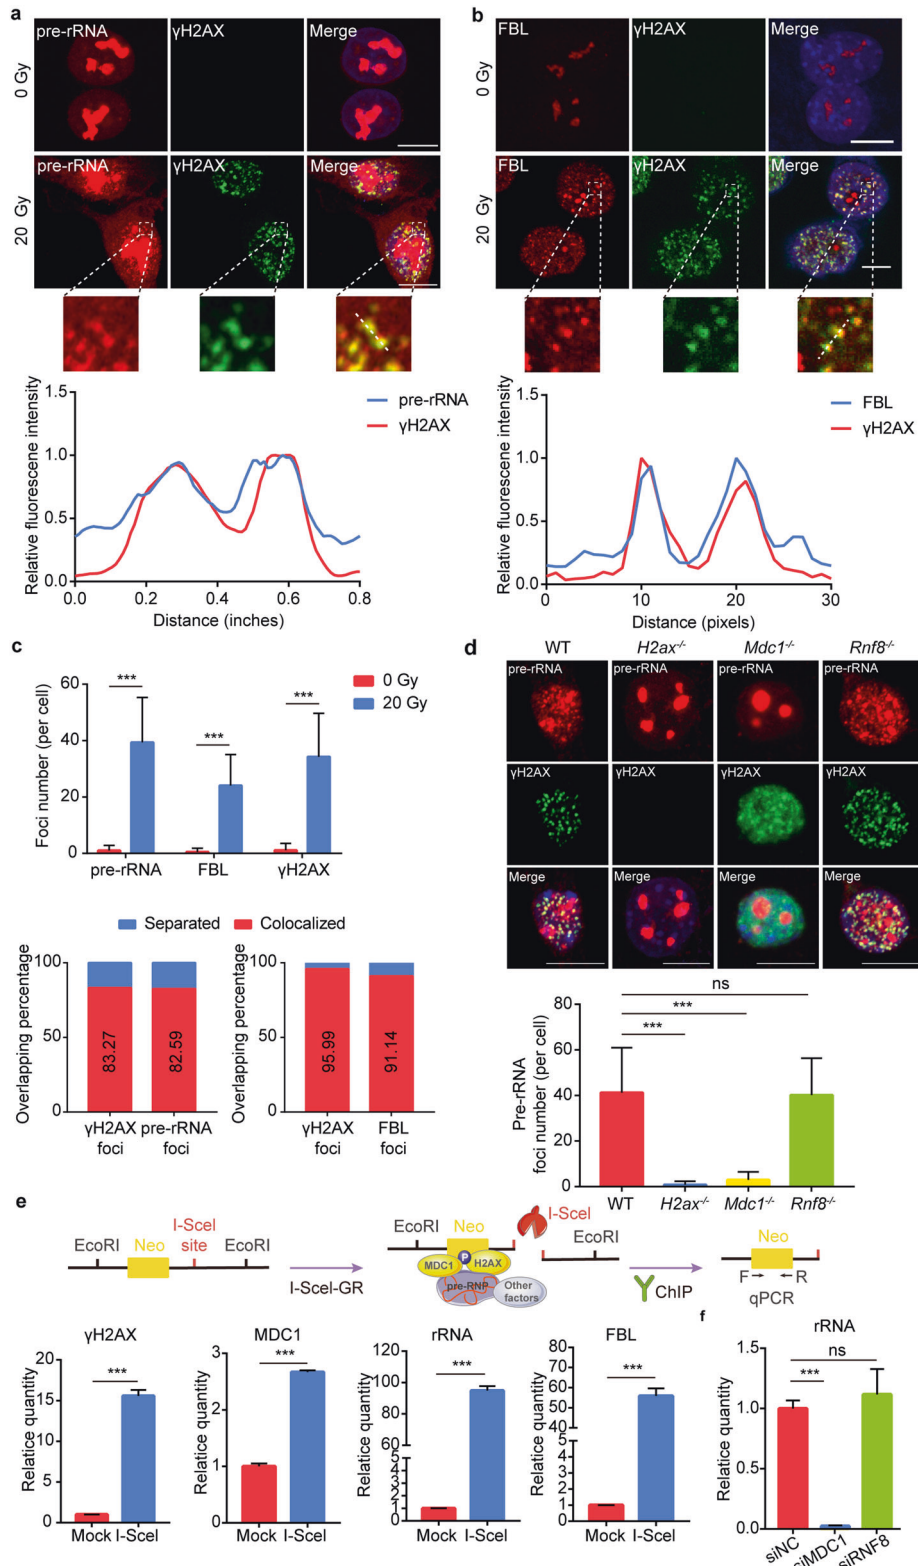 a
pre-rRNA
γH2AX
Merge
0 Gy
pre-rRNA
γH2AX
Merge
20 Gy
1.5
1.0
0.5
0.0
Relative fluorescene intensity
pre-rRNA
γH2AX
0.0 0.2 0.4 0.6 0.8
Distance (inches)
b
FBL
γH2AX
Merge
0 Gy
FBL
γH2AX
Merge
20 Gy
1.5
1.0
0.5
0.0
Relative fluorescene intensity
FBL
γH2AX
0 10 20 30
Distance (pixels)
c
60
40
20
0
Foci number (per cell)
***
***
***
0 Gy
20 Gy
pre-rRNA FBL γH2AX
Separated Colocalized
100
50
0
Overlapping percentage
83.27
82.59
γH2AX pre-rRNA
foci foci
100
50
0
Overlapping percentage
95.99
91.14
γH2AX FBL
foci foci
d
WT H2ax-/- Mdc1-/- Rnf8-/-
pre-rRNA pre-rRNA pre-rRNA pre-rRNA
γH2AX γH2AX γH2AX γH2AX
Merge Merge Merge Merge
80
60
40
20
0
Pre-rRNA
foci number (per cell)
ns
***
***
WT H2ax-/- Mdc1-/- Rnf8-/-
e
I-SceI
site
EcoRI Neo EcoRI
I-SceI-GR
EcoRI Neo
I-SceI
EcoRI
P
MDC1 H2AX
pre-RNP
Other
factors
ChIP
Neo
F R
qPCR
γH2AX
20
15
10
5
0
Relatice quantity
***
Mock I-SceI
MDC1
3
2
1
0
Relatice quantity
***
Mock I-SceI
rRNA
120
100
80
60
5
4
3
2
1
0
Relatice quantity
***
Mock I-SceI
FBL
80
70
60
50
40
5
4
3
2
1
0
Relatice quantity
***
Mock I-SceI
f
rRNA
1.5
1.0
0.5
0.0
Relatice quantity
ns
***
siNC siMDC1 siRNF8